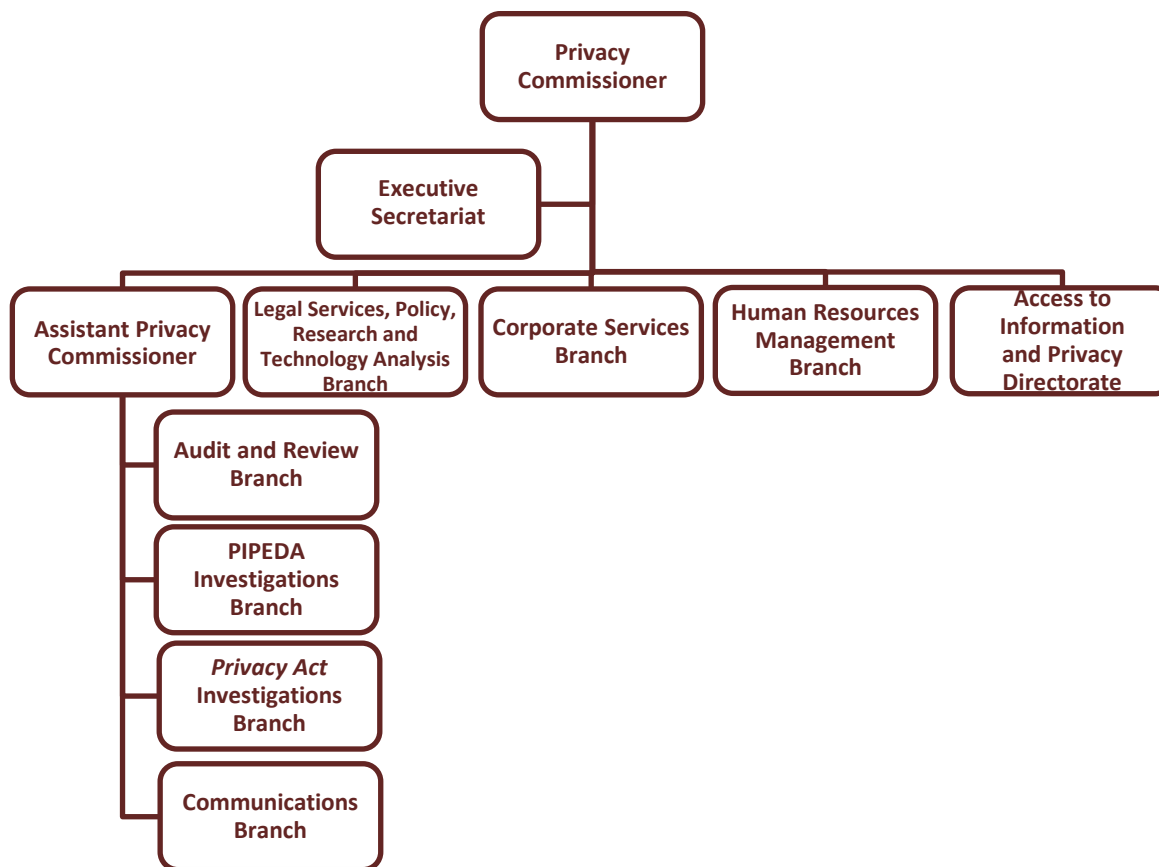 Privacy
Commissioner
Executive
Secretariat
Assistant Privacy
Commissioner
Legal Services, Policy,
Research and
Technology Analysis
Branch
Corporate Services
Branch
Human Resources
Management
Branch
Access to
Information
and Privacy
Directorate
Audit and Review
Branch
PIPEDA
Investigations
Branch
Privacy Act
Investigations
Branch
Communications
Branch